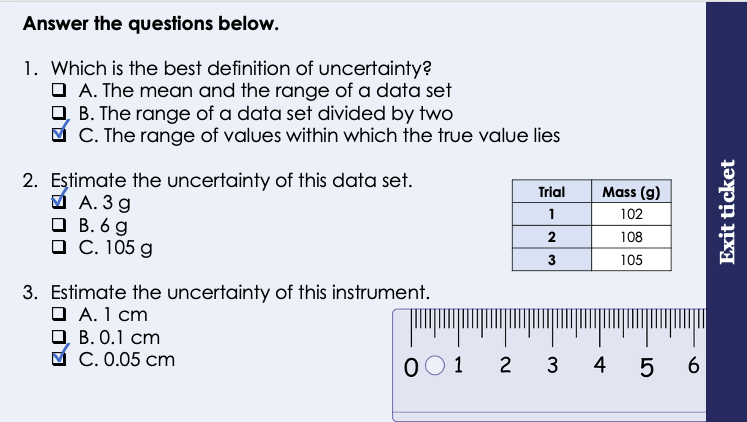 Answer the questions below.
1. Which is the best definition of uncertainty?
A. The mean and the range of a data set
B. The range of a data set divided by two
C. The range of values within which the true value lies
2. Estimate the uncertainty of this data set.
A. 3 g
B. 6 g
C. 105 g
Trial Mass (g)
1 102
2 108
3 105
3. Estimate the uncertainty of this instrument.
A. 1 cm
B. 0.1 cm
C. 0.05 cm
0 1 2 3 4 5 6
Exit ticket